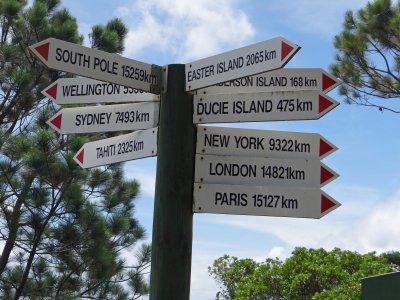 SOUTH POLE 15259km
WELLINGTON
SYDNEY 7493km
TAHITI 2325km
EASTER ISLAND 2065km
ISLAND 168km
DUCIE ISLAND 475km
NEW YORK 9322km
LONDON 14821km
PARIS 15127km